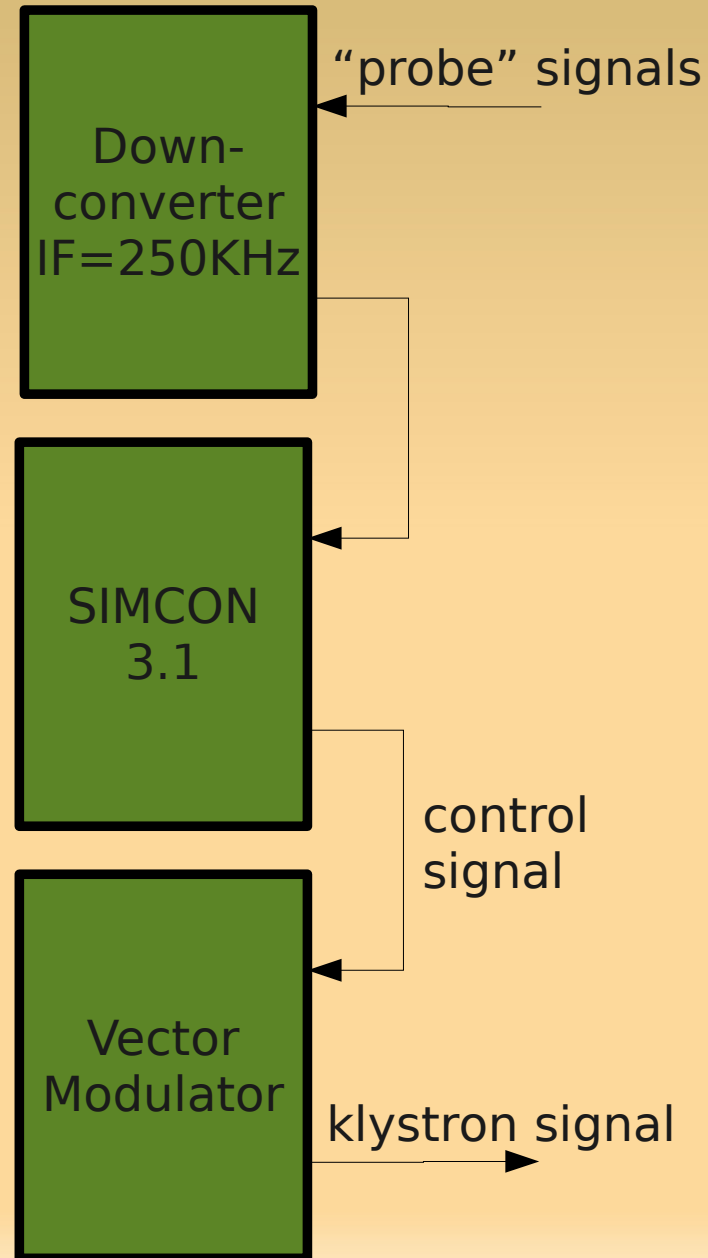 “probe” signals
Down-
converter
IF=250KHz
SIMCON
3.1
control
signal
Vector
Modulator
klystron signal